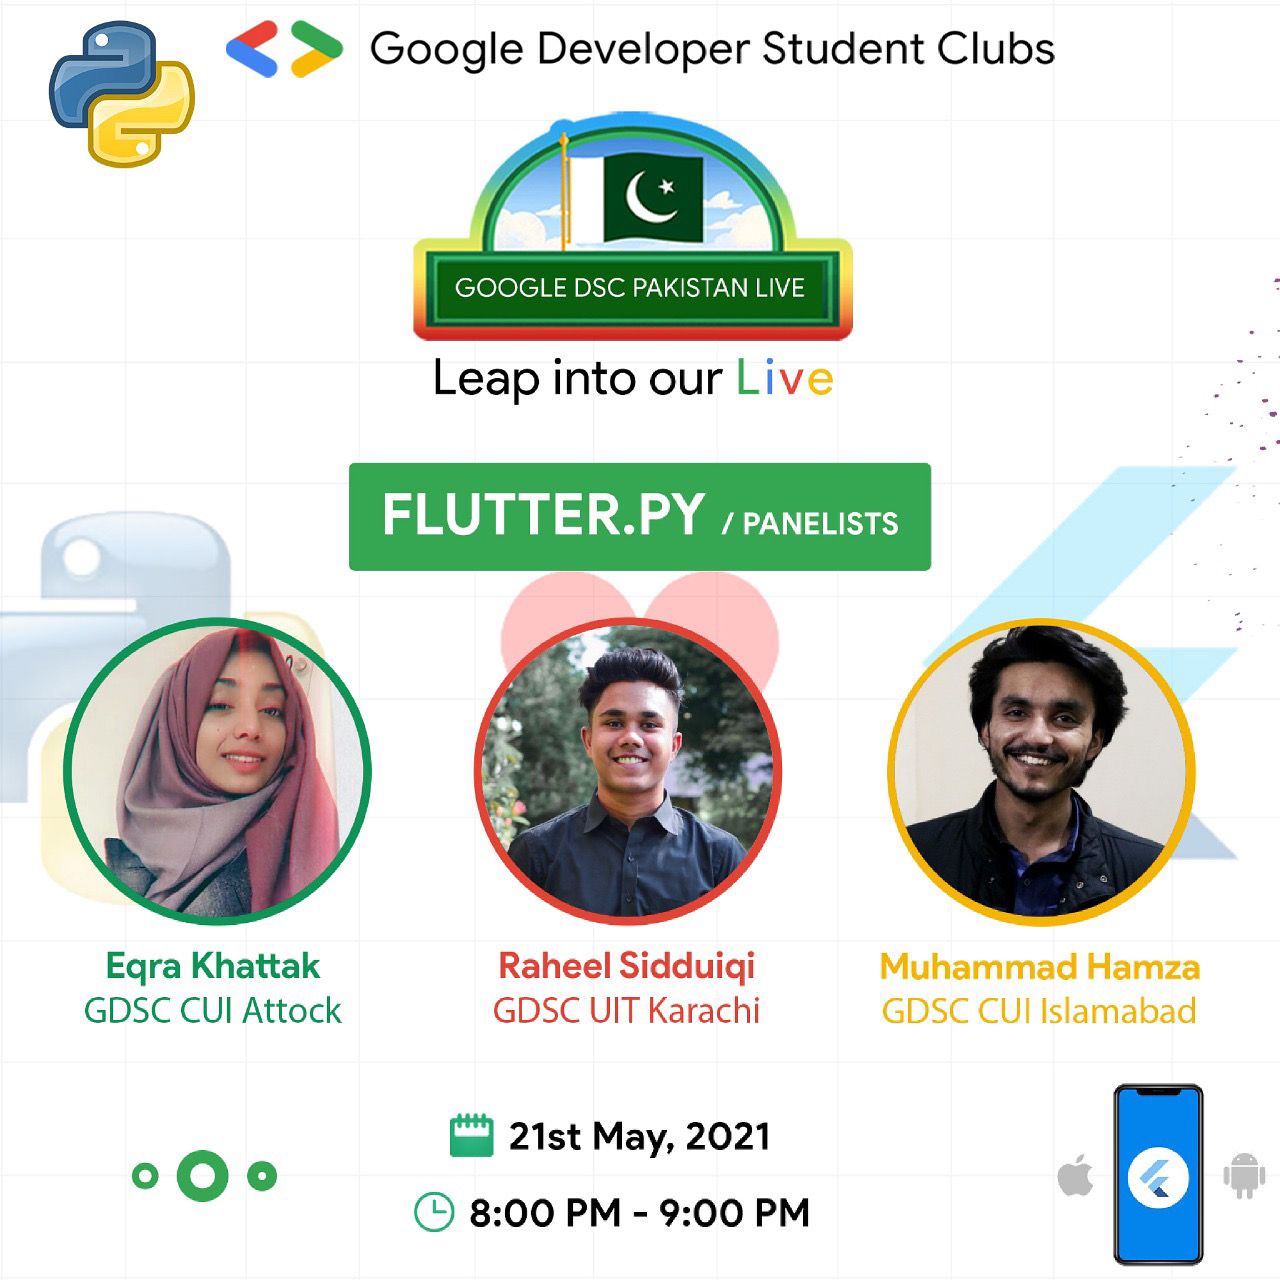 Google Developer Student Clubs
GOOGLE DSC PAKISTAN LIVE
Leap into our Live
FLUTTER.PY / PANELISTS
Eqra Khattak
GDSC CUI Attock
Raheel Sidduiqi
GDSC UIT Karachi
Muhammad Hamza
GDSC CUI Islamabad
21st May, 2021
8:00 PM - 9:00 PM